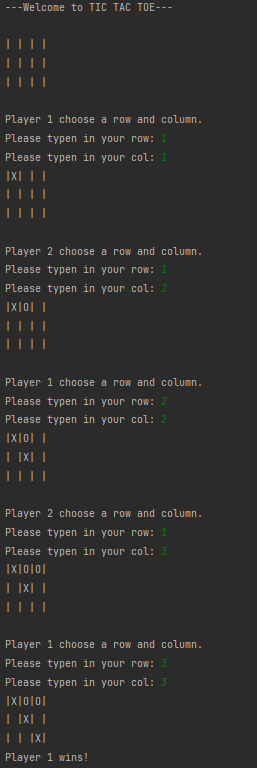 ---Welcome to TIC TAC TOE---
| | | |
| | | |
| | | |
Player 1 choose a row and column.
Please typen in your row: 1
Please typen in your col: 1
|X| | |
| | | |
| | | |
Player 2 choose a row and column.
Please typen in your row: 1
Please typen in your col: 2
|X|O| |
| | | |
| | | |
Player 1 choose a row and column.
Please typen in your row: 2
Please typen in your col: 2
|X|O| |
| |X| |
| | | |
Player 2 choose a row and column.
Please typen in your row: 1
Please typen in your col: 3
|X|O|O|
| |X| |
| | | |
Player 1 choose a row and column.
Please typen in your row: 3
Please typen in your col: 3
|X|O|O|
| |X| |
| | |X|
Player 1 wins!